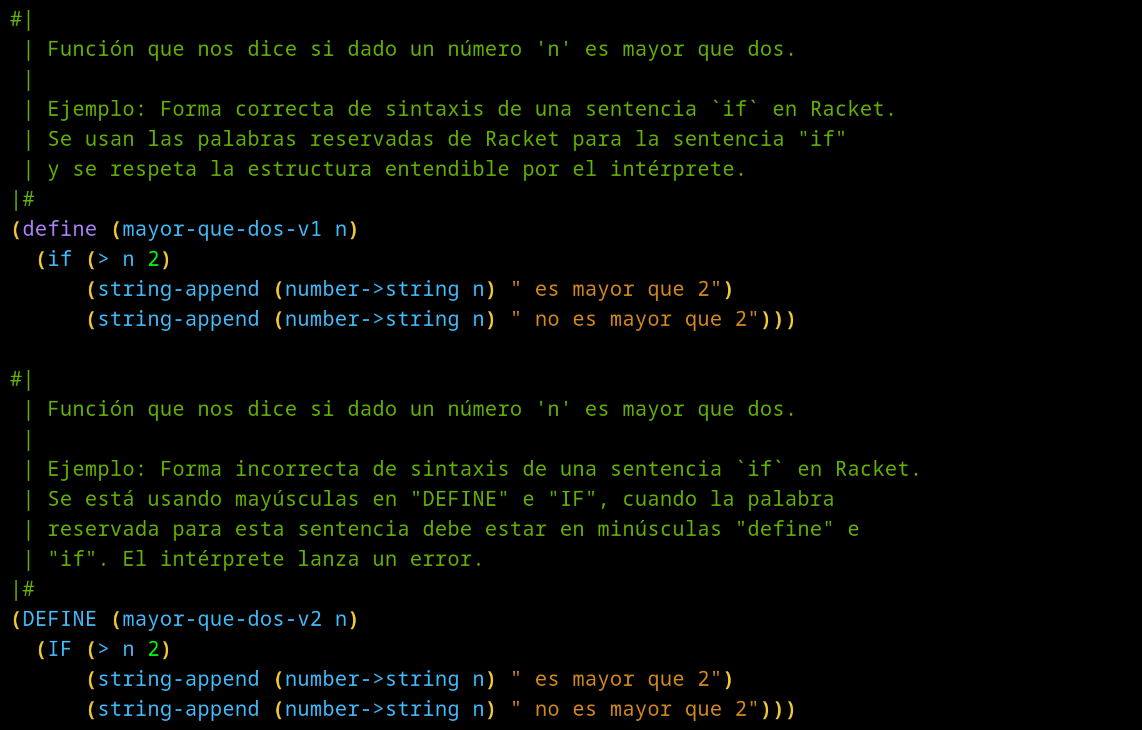 #|
 | Función que nos dice si dado un número 'n' es mayor que dos.
 |
 | Ejemplo: Forma correcta de sintaxis de una sentencia `if` en Racket.
 | Se usan las palabras reservadas de Racket para la sentencia "if"
 | y se respeta la estructura entendible por el intérprete.
|#
(define (mayor-que-dos-v1 n)
  (if (> n 2)
      (string-append (number->string n) " es mayor que 2")
      (string-append (number->string n) " no es mayor que 2")))

#|
 | Función que nos dice si dado un número 'n' es mayor que dos.
 |
 | Ejemplo: Forma incorrecta de sintaxis de una sentencia `if` en Racket.
 | Se está usando mayúsculas en "DEFINE" e "IF", cuando la palabra
 | reservada para esta sentencia debe estar en minúsculas "define" e
 | "if". El intérprete lanza un error.
|#
(DEFINE (mayor-que-dos-v2 n)
  (IF (> n 2)
      (string-append (number->string n) " es mayor que 2")
      (string-append (number->string n) " no es mayor que 2")))